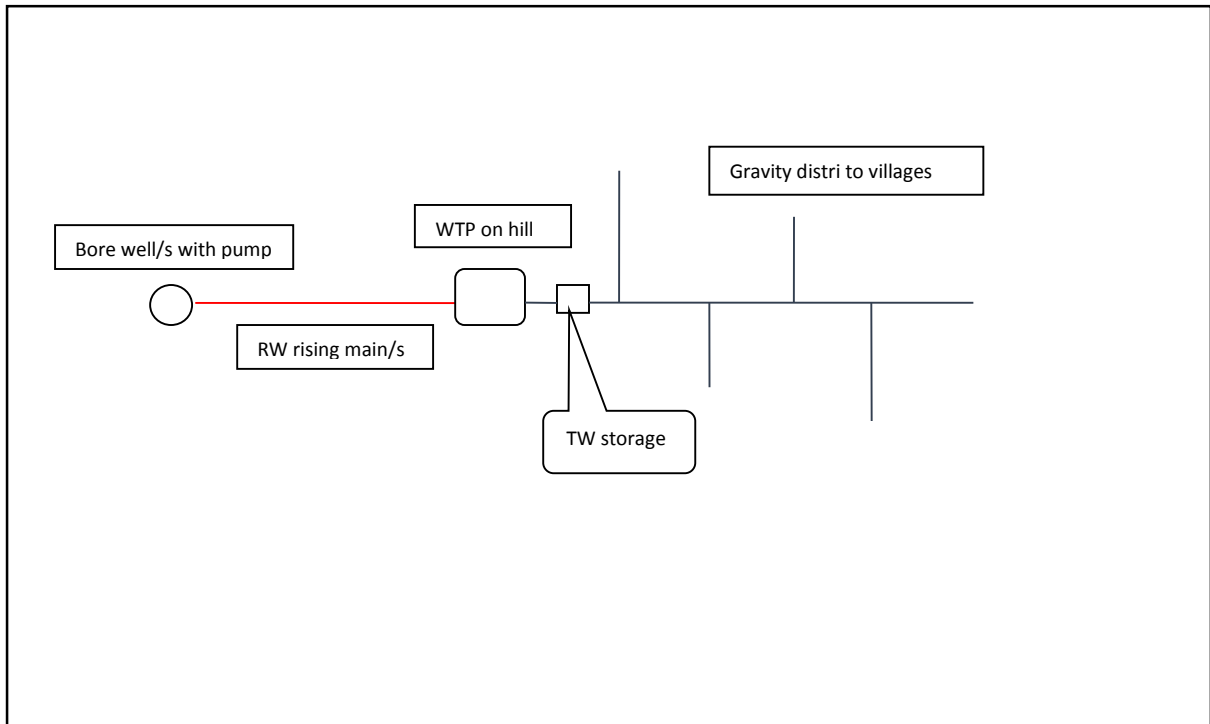 Gravity distri to villages
WTP on hill
Bore well/s with pump
RW rising main/s
TW storage